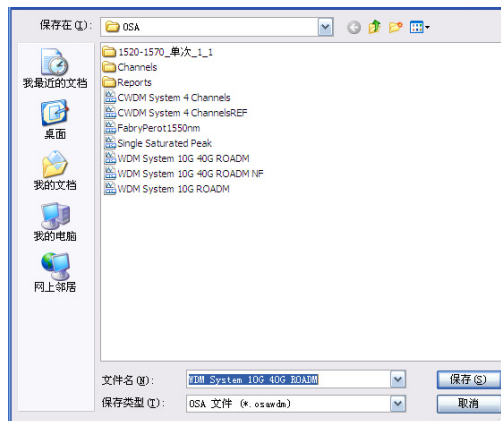 保存在(I): OSA
我最近的文档
桌面
我的文档
我的电脑
网上邻居
1520-1570_单次_1_1
Channels
Reports
CWDM System 4 Channels
CWDM System 4 ChannelsREF
FabryPerot1550nm
Single Saturated Peak
WDM System 10G 40G ROADM
WDM System 10G 40G ROADM NF
WDM System 10G ROADM
文件名(N): WDM System 10G 40G ROADM 保存(S)
保存类型(T): OSA 文件 (*.osawdm) 取消